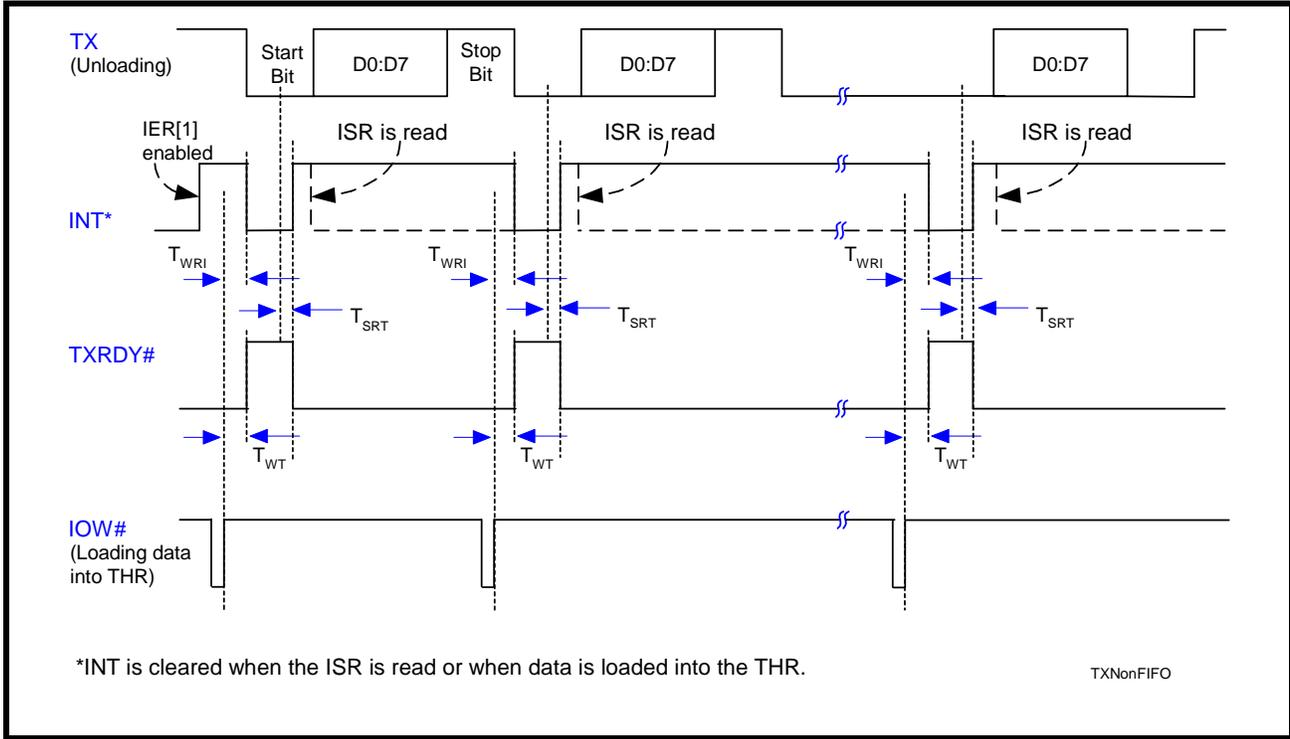 TX
(Unloading)
Start
Bit
D0:D7
Stop
Bit
D0:D7
D0:D7
IER[1]
enabled
ISR is read
ISR is read
ISR is read
INT*
TWRI
TWRI
TWRI
TSRT
TSRT
TSRT
TXRDY#
TWT
TWT
TWT
IOW#
(Loading data
into THR)
*INT is cleared when the ISR is read or when data is loaded into the THR.
TXNonFIFO